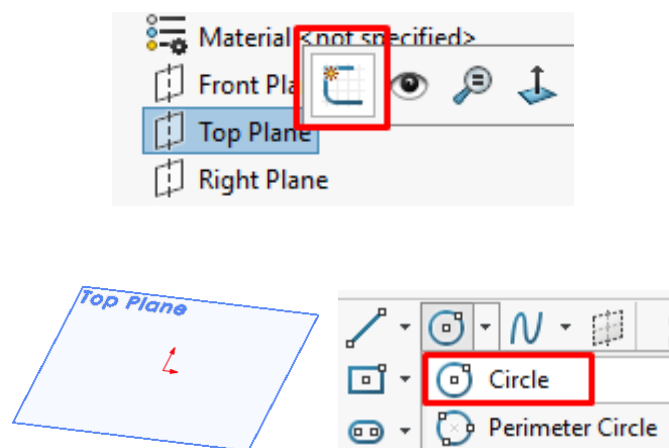 Material <not specified>
Front Pla
Top Plane
Right Plane
Top Plane
Circle
Perimeter Circle